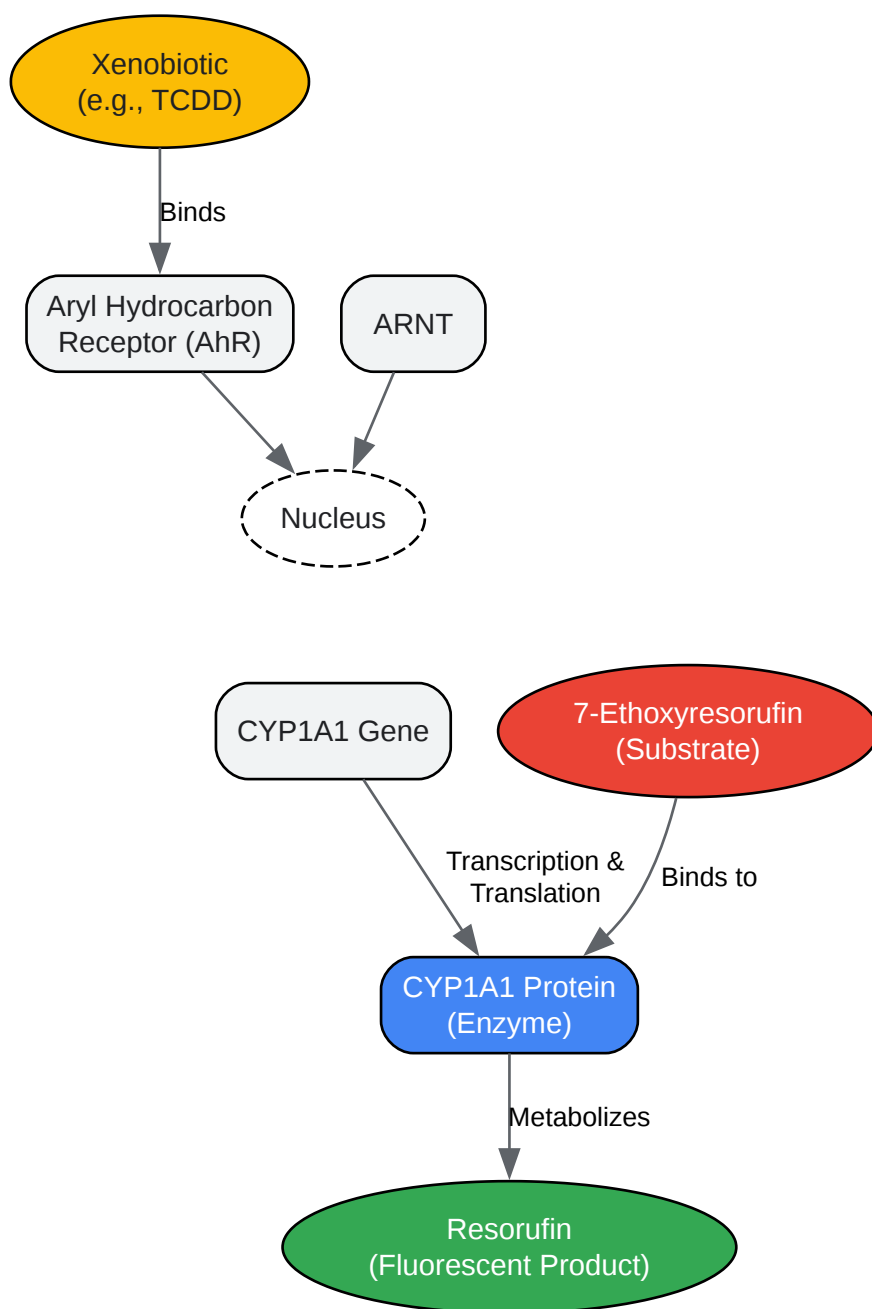 Xenobiotic
(e.g., TCDD)
Binds
Aryl Hydrocarbon
Receptor (AhR)
ARNT
Nucleus
CYP1A1 Gene
7-Ethoxyresorufin
(Substrate)
Transcription &
Translation
Binds to
CYP1A1 Protein
(Enzyme)
Metabolizes
Resorufin
(Fluorescent Product)